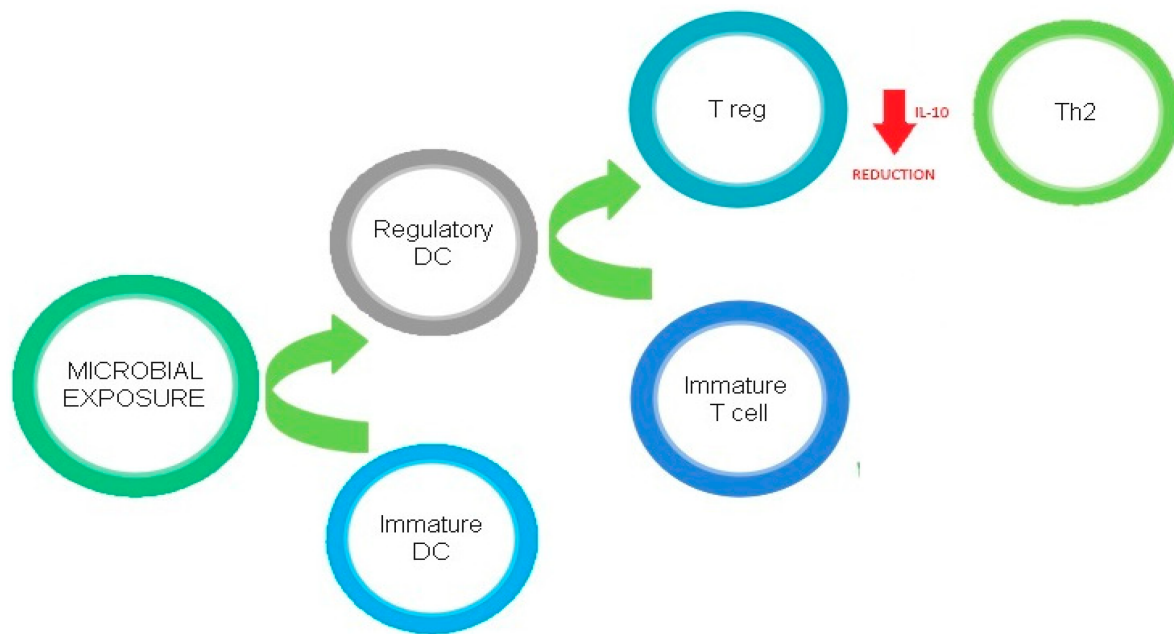 MICROBIAL
EXPOSURE
Immature
DC
Regulatory
DC
Immature
T cell
T reg
IL-10
REDUCTION
Th2